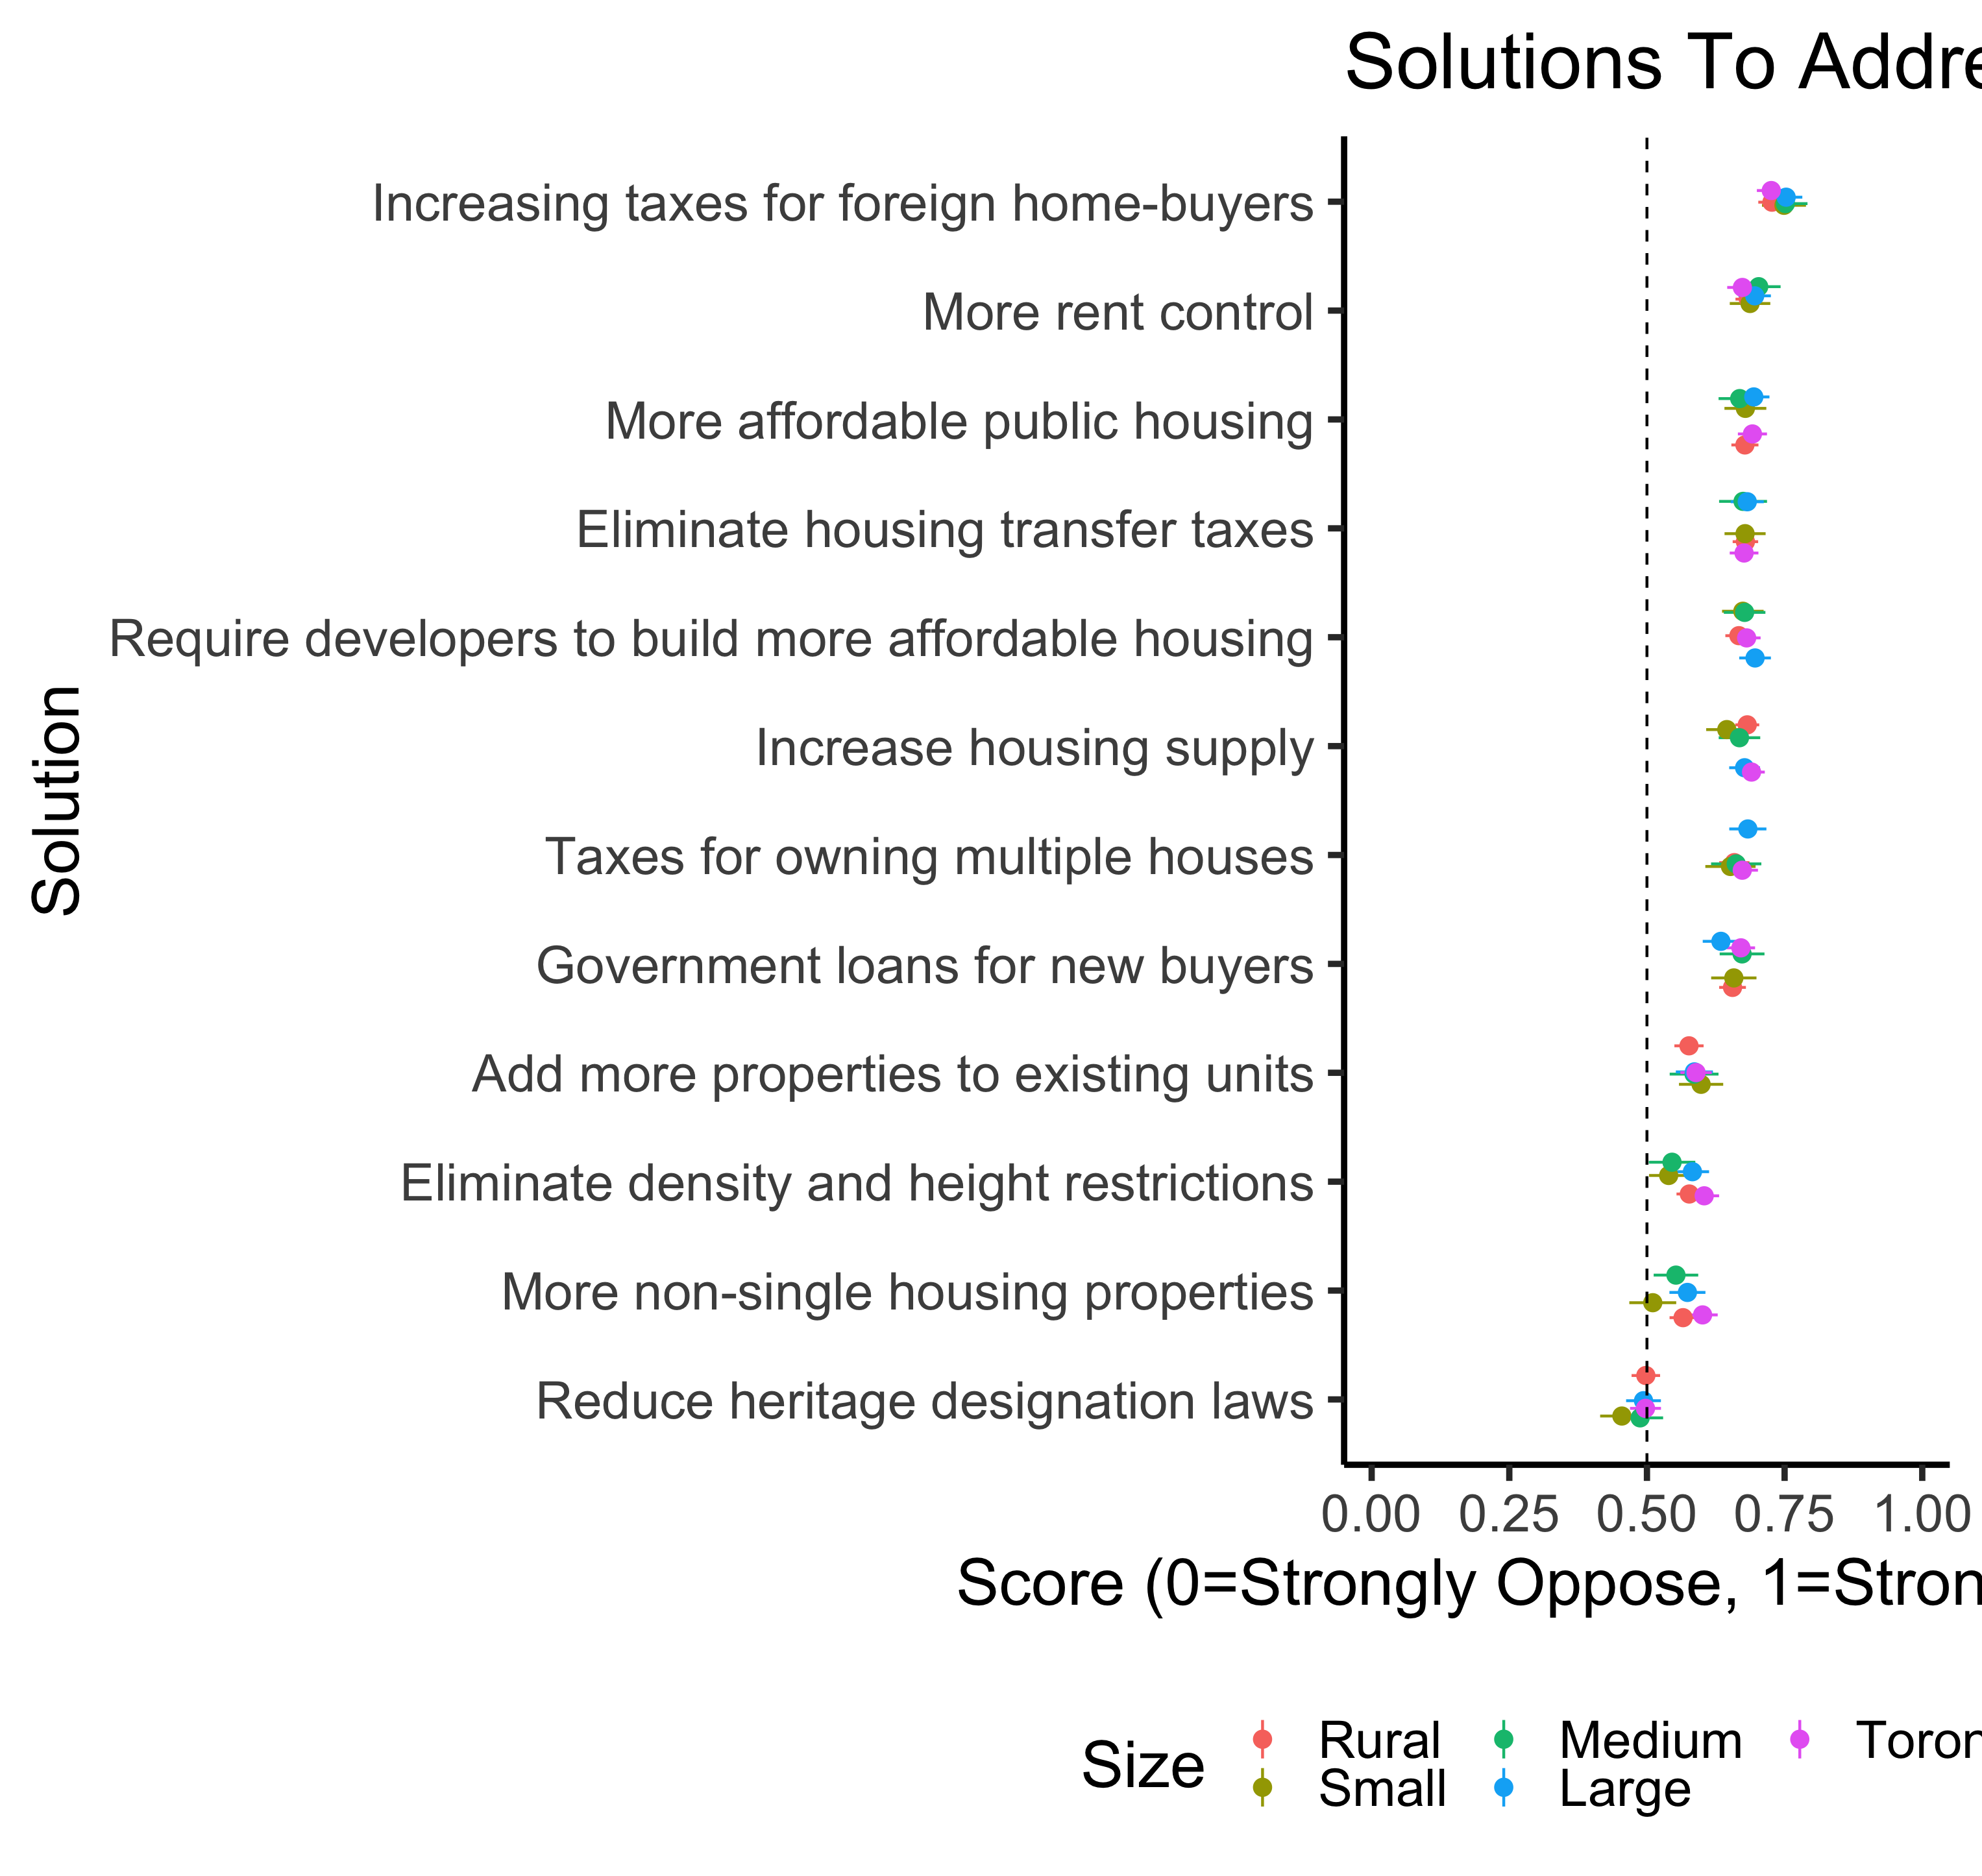 Solutions To Addre
Increasing taxes for foreign home-buyers
More rent control
More affordable public housing
Eliminate housing transfer taxes
Require developers to build more affordable housing
Increase housing supply
Taxes for owning multiple houses
Government loans for new buyers
Add more properties to existing units
Eliminate density and height restrictions
More non-single housing properties
Reduce heritage designation laws
Solution
0.00 0.25 0.50 0.75 1.00
Score (0=Strongly Oppose, 1=Stron
Size
Rural Medium Toron
Small Large